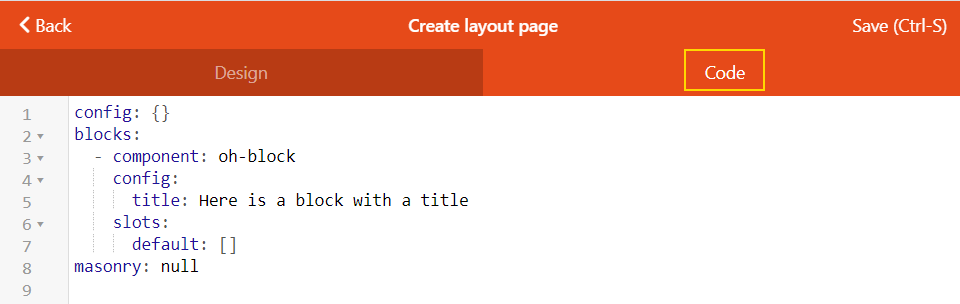 Back Create layout page Save (Ctrl-S)
Design Code
1 config: {}
2 blocks:
3   - component: oh-block
4     config:
5       title: Here is a block with a title
6     slots:
7       default: []
8 masonry: null
9